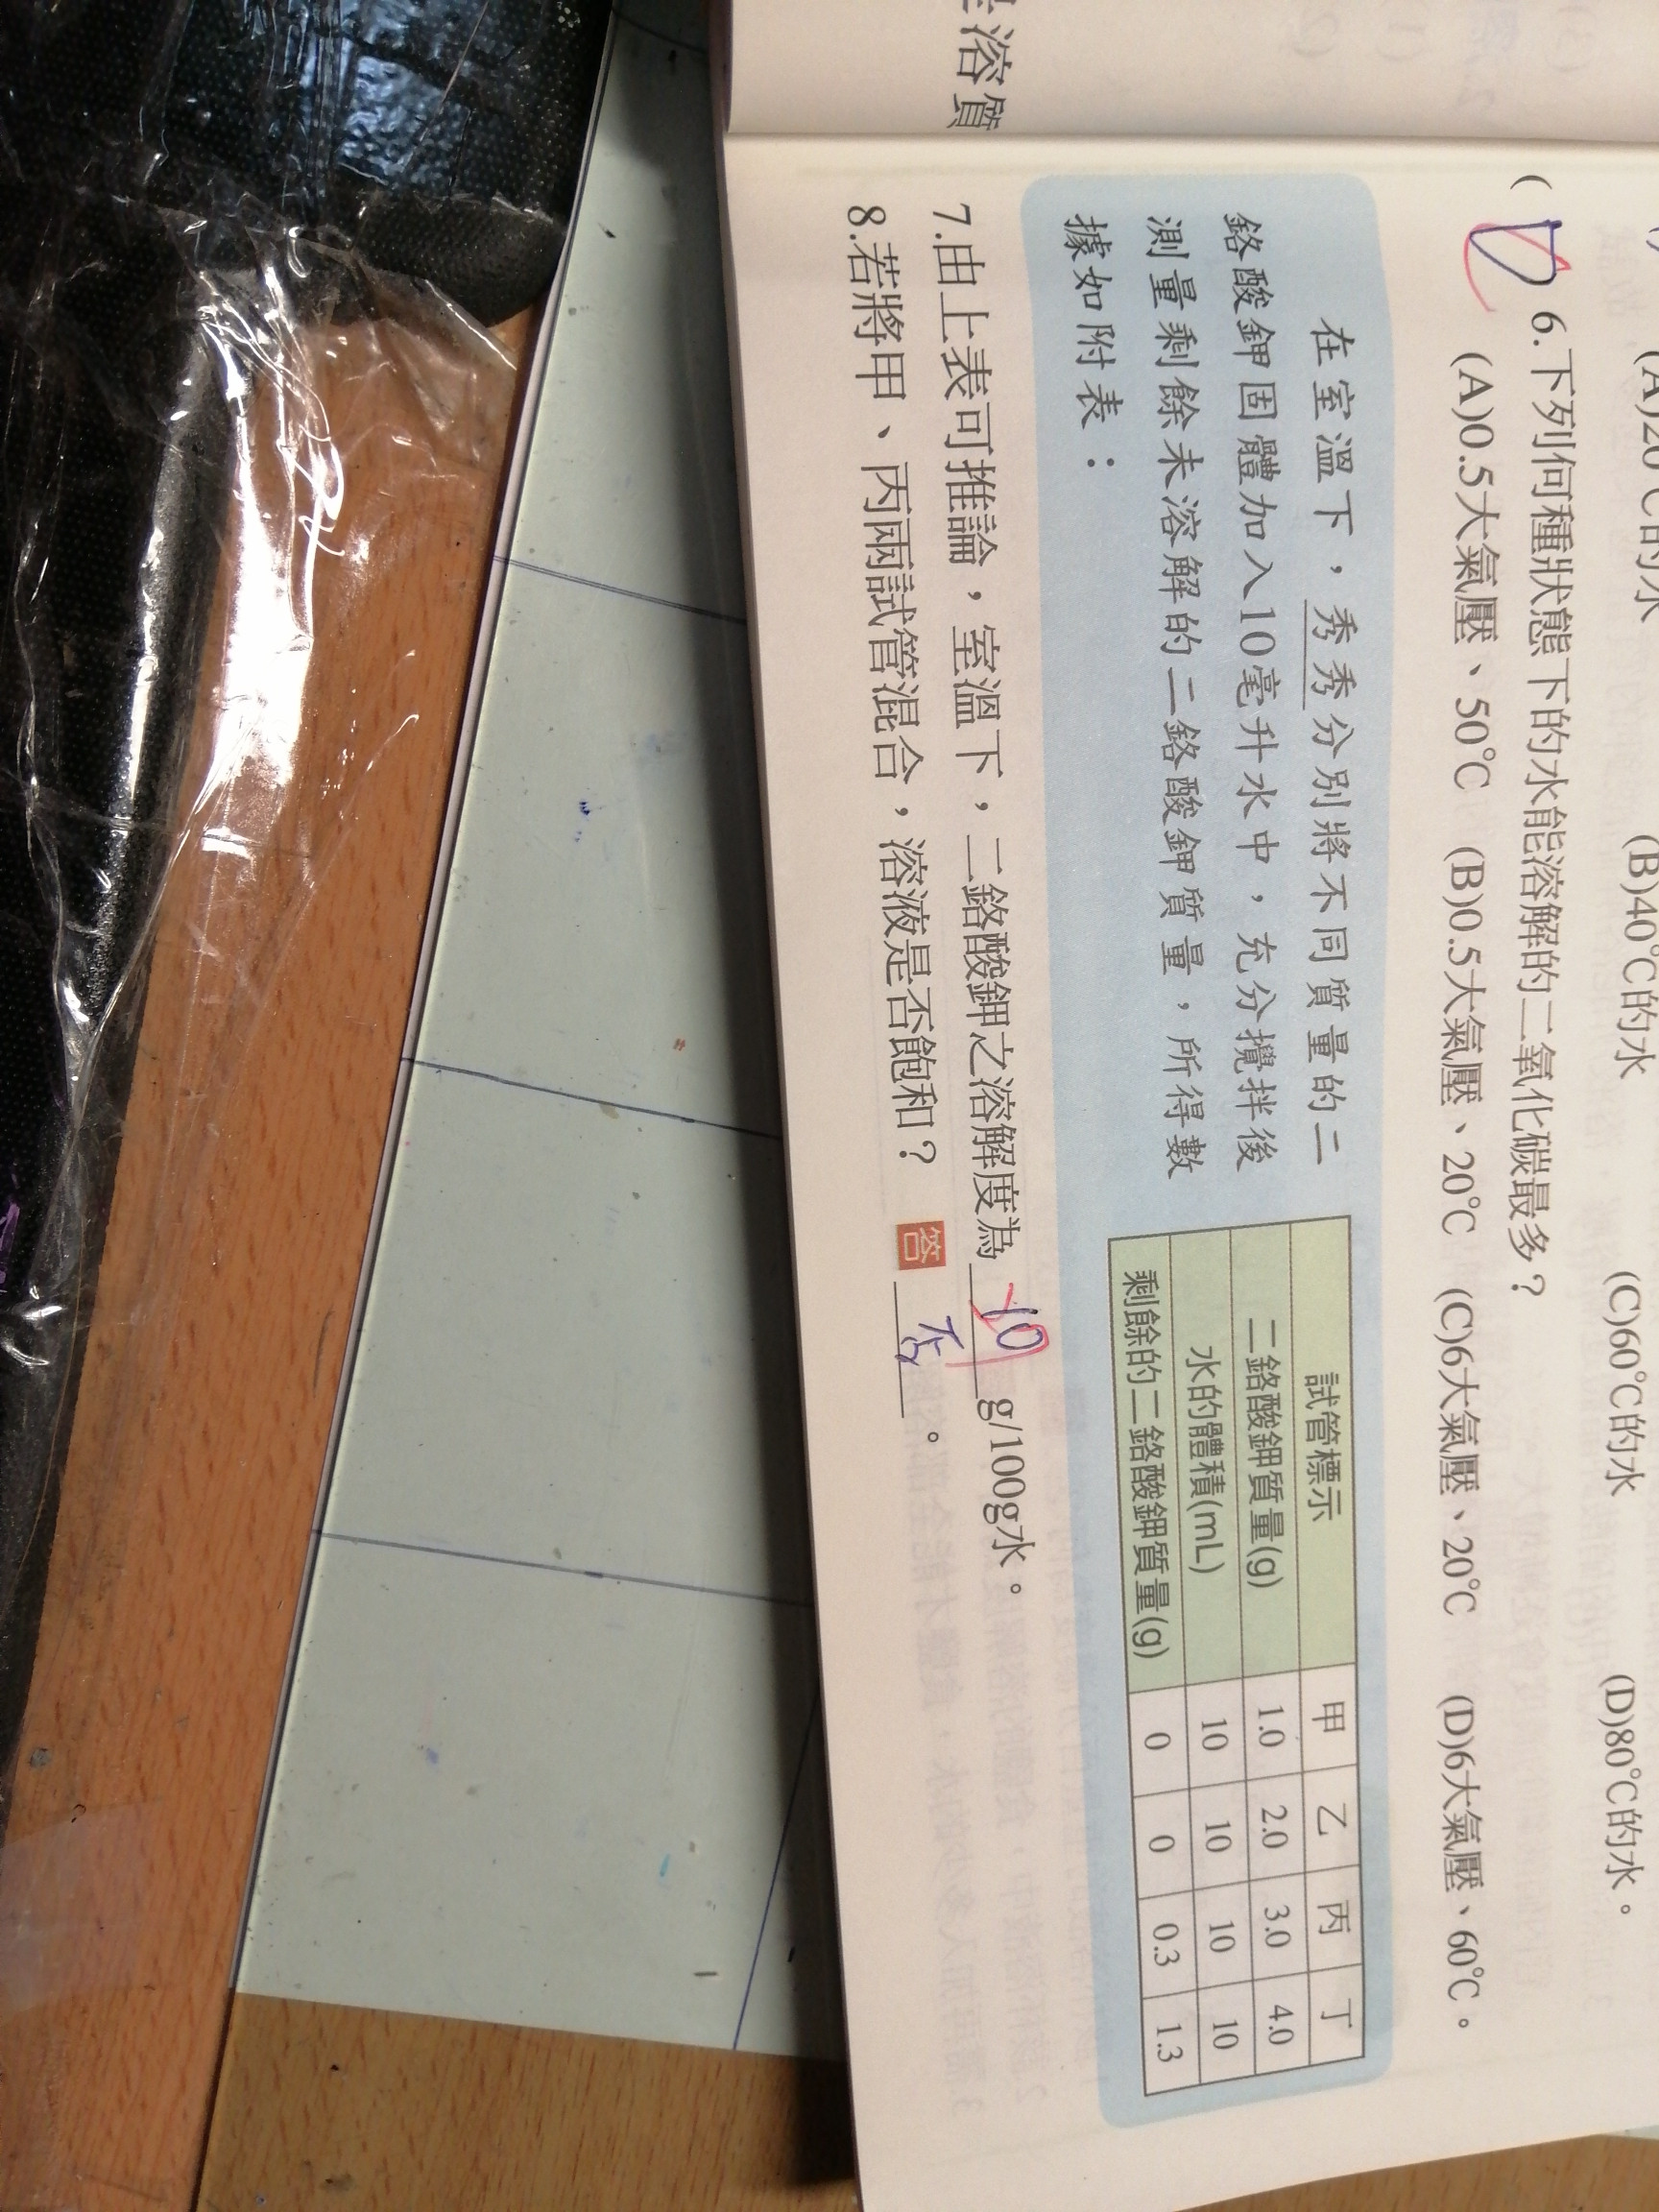 是溶質
(A)20℃的水 (B)40℃的水 (C)60℃的水 (D)80℃的水。
( D ) 6.下列何種狀態下的水能溶解的二氧化碳最多?
(A)0.5大氣壓、50℃ (B)0.5大氣壓、20℃ (C)6大氣壓、20℃ (D)6大氣壓、60℃。
在室溫下,秀秀分別將不同質量的二
鉻酸鉀固體加入10毫升水中,充分攪拌後
測量剩餘未溶解的二鉻酸鉀質量,所得數
據如附表:
試管標示 甲 乙 丙 丁
二鉻酸鉀質量(g) 1.0 2.0 3.0 4.0
水的體積(mL) 10 10 10 10
剩餘的二鉻酸鉀質量(g) 0 0 0.3 1.3
7.由上表可推論,室溫下,二鉻酸鉀之溶解度為 10 g/100g水。
8.若將甲、丙兩試管混合,溶液是否飽和? 答 否 。